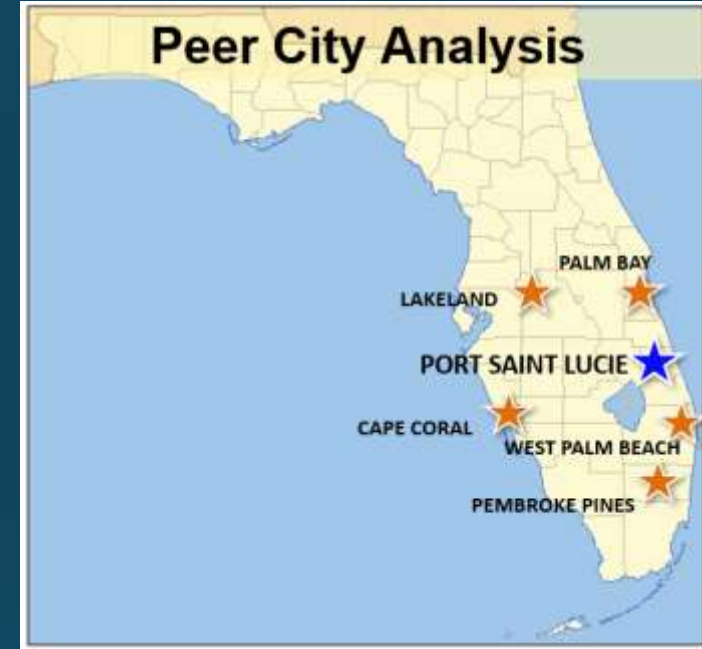 Peer City Analysis
PALM BAY
LAKELAND
PORT SAINT LUCIE
CAPE CORAL
WEST PALM BEACH
PEMBROKE PINES